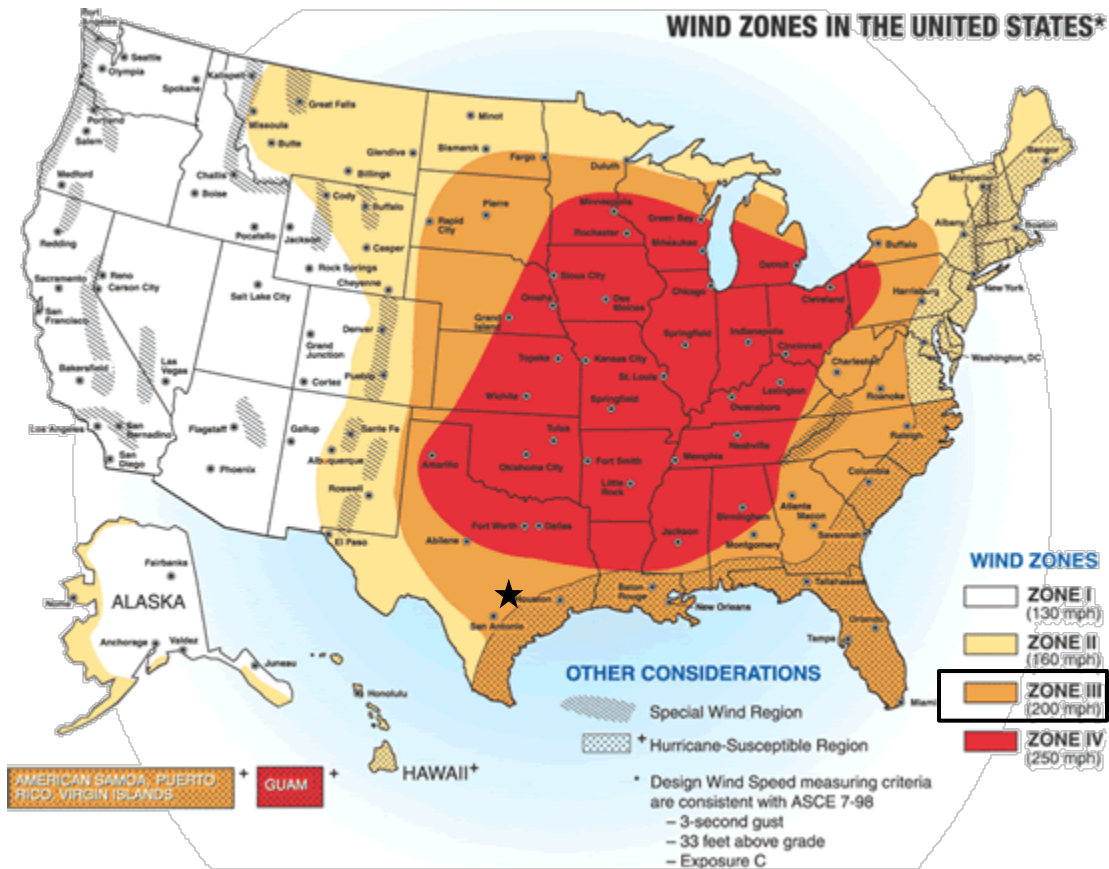 WIND ZONES IN THE UNITED STATES*
Port
Angeles
Seattle
Olympia
Spokane
Kalispell
Great Falls
Portland
Salem
Missoula
Butte
Glendive
Minot
Bismarck
Fargo
Duluth
Bangor
Montpelier
Medford
Challis
Boise
Billings
Cody
Buffalo
Pierre
Rapid
City
Minneapolis
Green Bay
Rochester
Milwaukee
Albany
Boston
Buffalo
Redding
Pocatello
Jackson
Casper
Rock Springs
Cheyenne
Sioux City
Detroit
Chicago
Cleveland
Harrisburg
New York
Sacramento
Reno
Carson City
Salt Lake City
San
Francisco
Omaha
Des
Moines
Grand
Island
Denver
Grand
Junction
Springfield
Indianapolis
Cincinnati
Washington, DC
Charleston
Topeka
Kansas City
St. Louis
Las
Vegas
Bakersfield
Cortez
Pueblo
Lexington
Roanoke
Wichita
Springfield
Owensboro
Los Angeles
San
Bernadino
Flagstaff
Gallup
Sante Fe
Tulsa
Nashville
Raleigh
San
Diego
Phoenix
Albuquerque
Amarillo
Oklahoma City
Fort Smith
Memphis
Columbia
Roswell
Little
Rock
Atlanta
Macon
Birmingham
El Paso
Fort Worth
Dallas
Abilene
Jackson
Montgomery
Savannah
Houston
San Antonio
Baton
Rouge
New Orleans
Tallahassee
Orlando
Tampa
Miami
ALASKA
Fairbanks
Nome
Anchorage
Valdez
Juneau
Honolulu
HAWAII+
AMERICAN SAMOA, PUERTO
RICO, VIRGIN ISLANDS
+
GUAM
+
OTHER CONSIDERATIONS
Special Wind Region
+ Hurricane-Susceptible Region
* Design Wind Speed measuring criteria
are consistent with ASCE 7-98
– 3-second gust
– 33 feet above grade
– Exposure C
WIND ZONES
ZONE I
(130 mph)
ZONE II
(160 mph)
ZONE III
(200 mph)
ZONE IV
(250 mph)